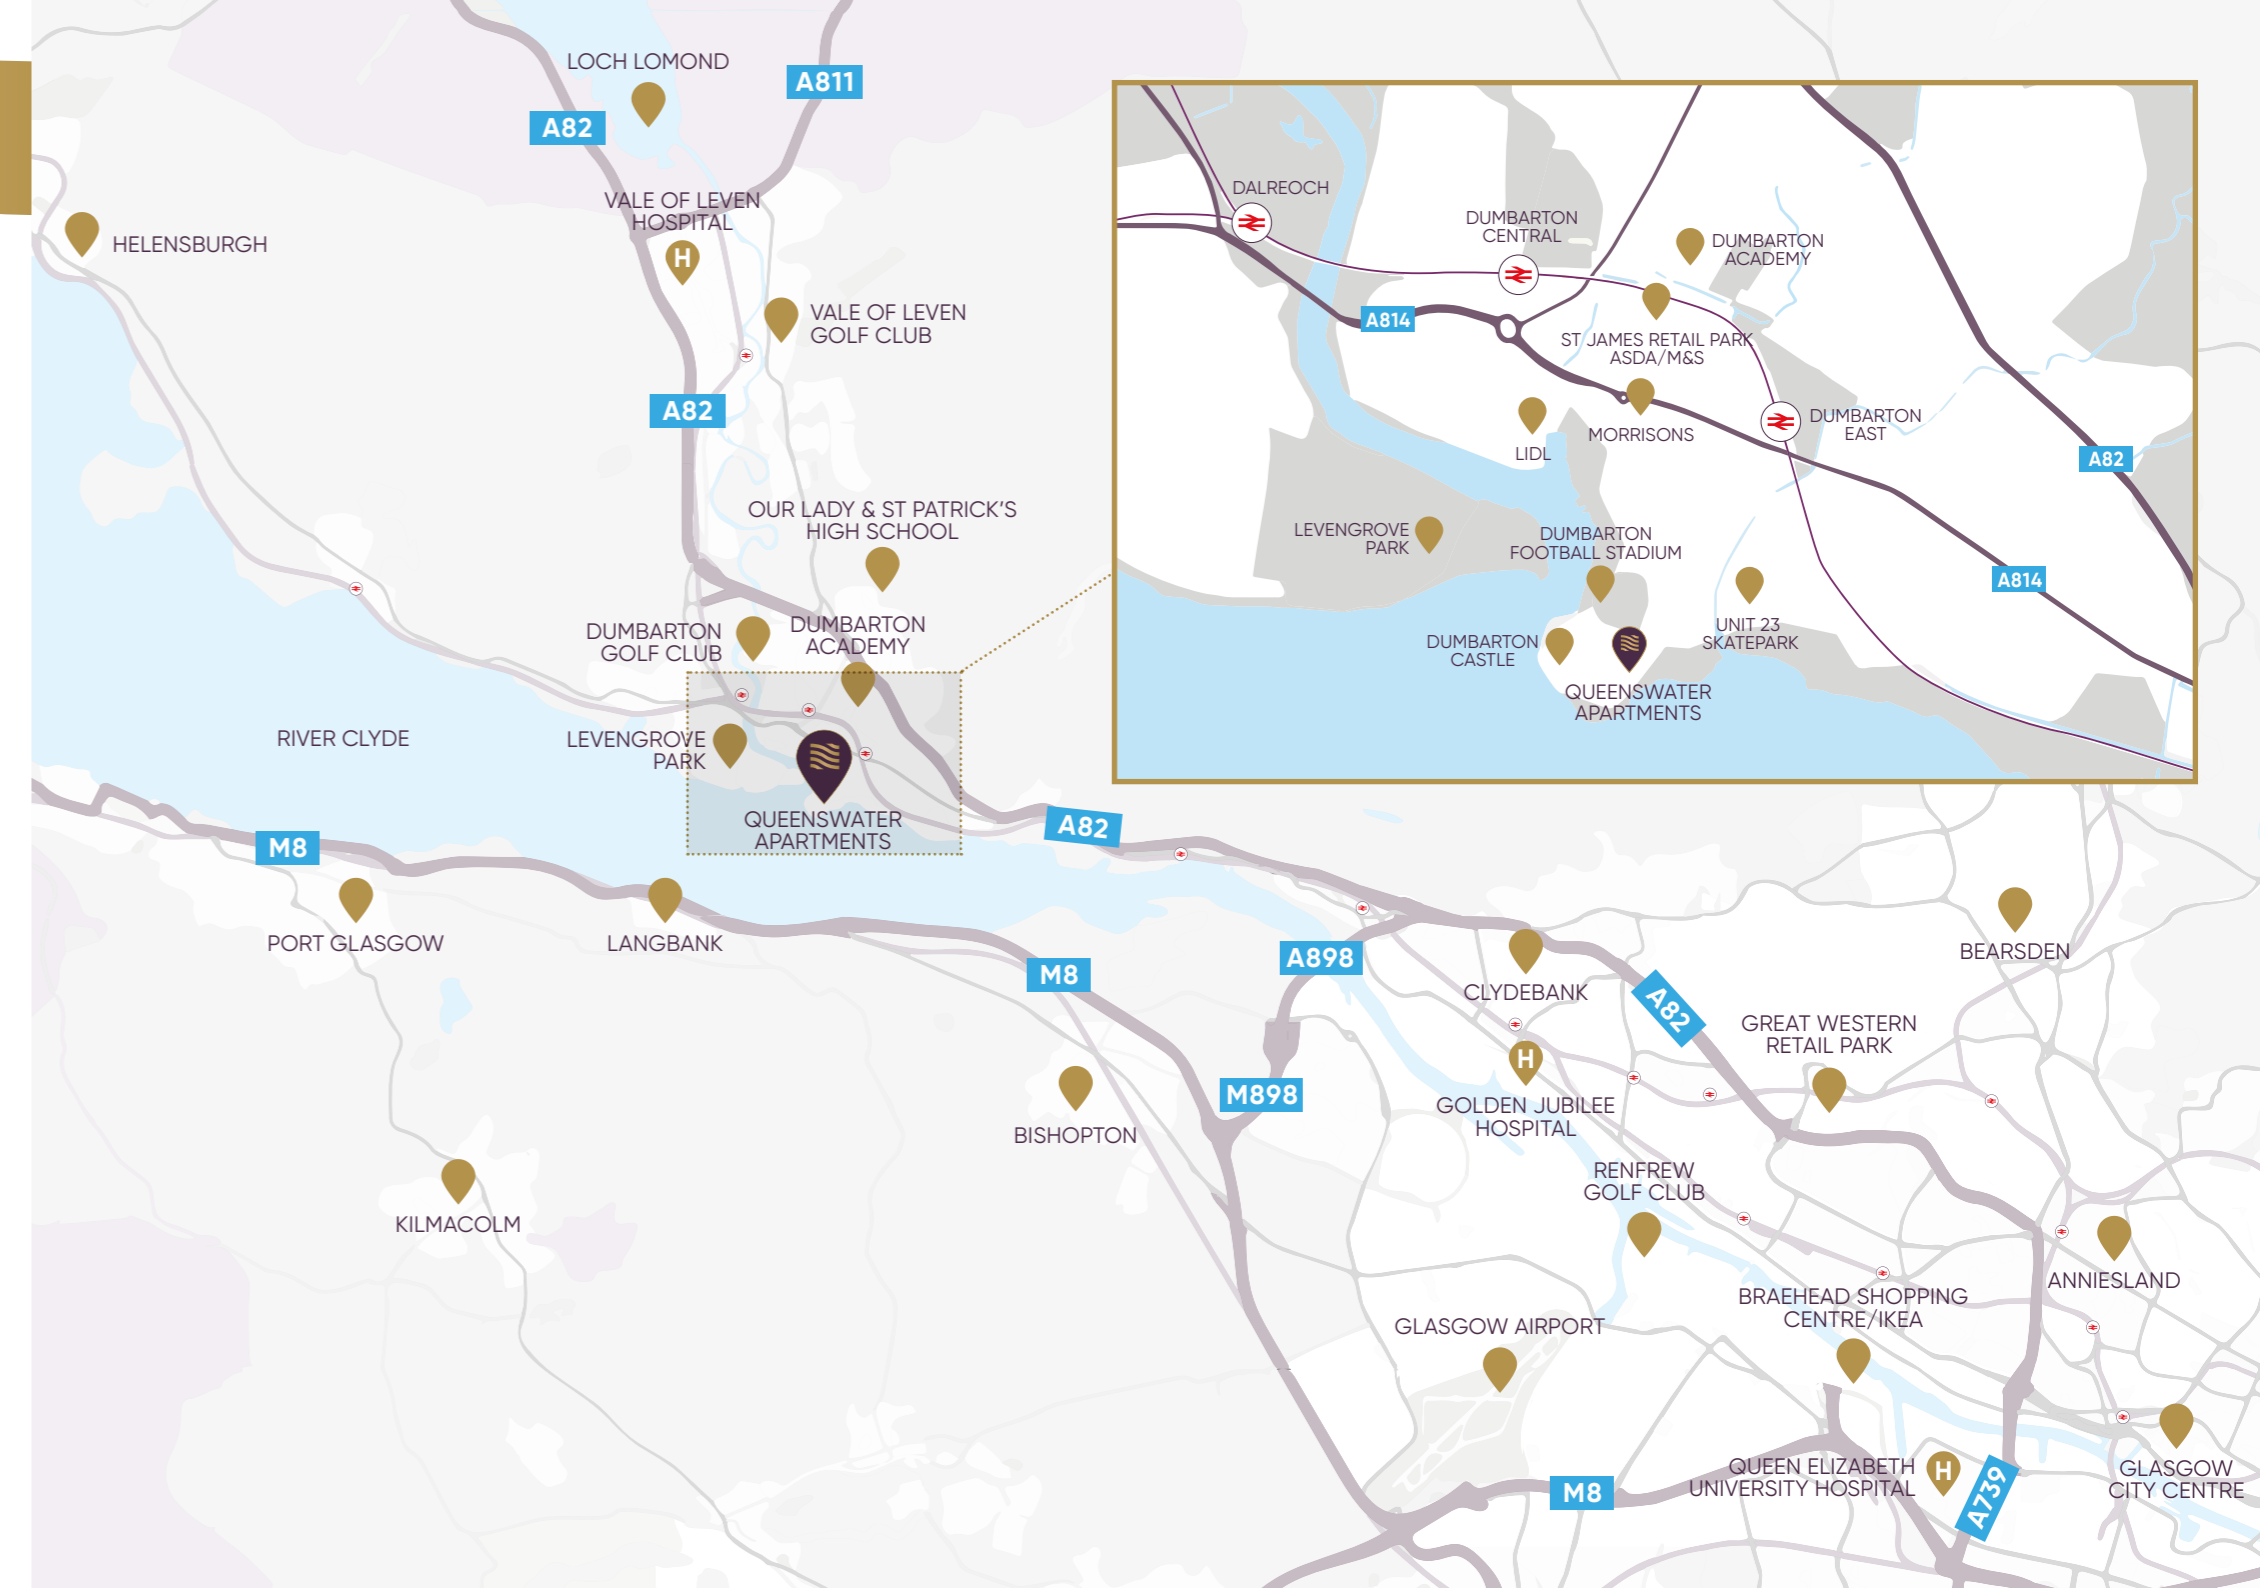 LOCH LOMOND
A811
A82
VALE OF LEVEN
HOSPITAL
H
HELENSBURGH
VALE OF LEVEN
GOLF CLUB
A82
OUR LADY & ST PATRICK'S
HIGH SCHOOL
DUMBARTON
GOLF CLUB
DUMBARTON
ACADEMY
RIVER CLYDE
LEVENGROVE
PARK
QUEENSWATER
APARTMENTS
DALREOCH
DUMBARTON
CENTRAL
DUMBARTON
ACADEMY
A814
ST JAMES RETAIL PARK
ASDA/M&S
MORRISONS
LIDL
DUMBARTON
EAST
A82
LEVENGROVE
PARK
DUMBARTON
FOOTBALL STADIUM
A814
DUMBARTON
CASTLE
UNIT 23
SKATEPARK
QUEENSWATER
APARTMENTS
A82
M8
PORT GLASGOW
LANGBANK
M8
A898
CLYDEBANK
A82
BEARSDEN
GREAT WESTERN
RETAIL PARK
H
GOLDEN JUBILEE
HOSPITAL
M898
BISHOPTON
KILMACOLM
RENFREW
GOLF CLUB
ANNIESLAND
BRAEHEAD SHOPPING
CENTRE/IKEA
GLASGOW AIRPORT
QUEEN ELIZABETH
UNIVERSITY HOSPITAL
H
M8
A739
GLASGOW
CITY CENTRE